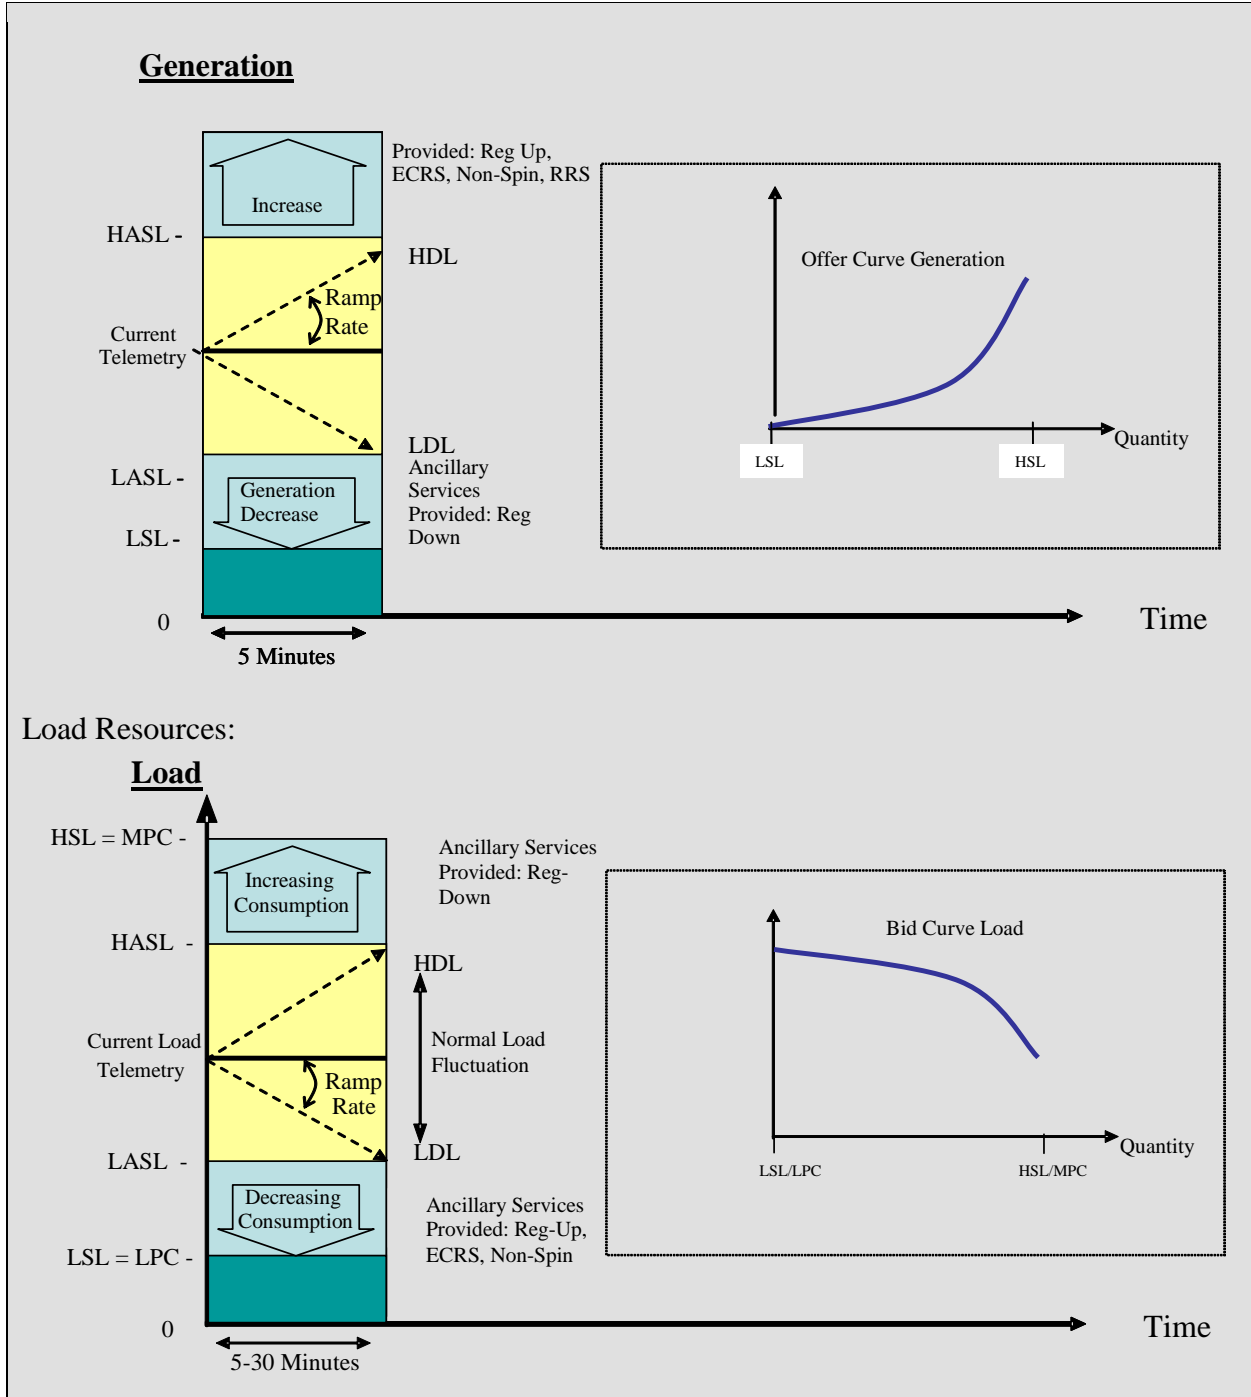 Generation
Provided: Reg Up,
ECRS, Non-Spin, RRS
Increase
HASL -
HDL
Ramp
Rate
Current
Telemetry
LDL
Ancillary
Services
Provided: Reg
Down
LASL -
Generation
Decrease
LSL -
0
Time
5 Minutes
Offer Curve Generation
Quantity
LSL
HSL
Load Resources:
Load
HSL = MPC -
Ancillary Services
Provided: Reg-
Down
Increasing
Consumption
HASL -
HDL
Current Load
Telemetry
Normal Load
Fluctuation
Ramp
Rate
LASL -
LDL
Decreasing
Consumption
Ancillary Services
Provided: Reg-Up,
ECRS, Non-Spin
LSL = LPC -
0
Time
5-30 Minutes
Bid Curve Load
Quantity
LSL/LPC
HSL/MPC